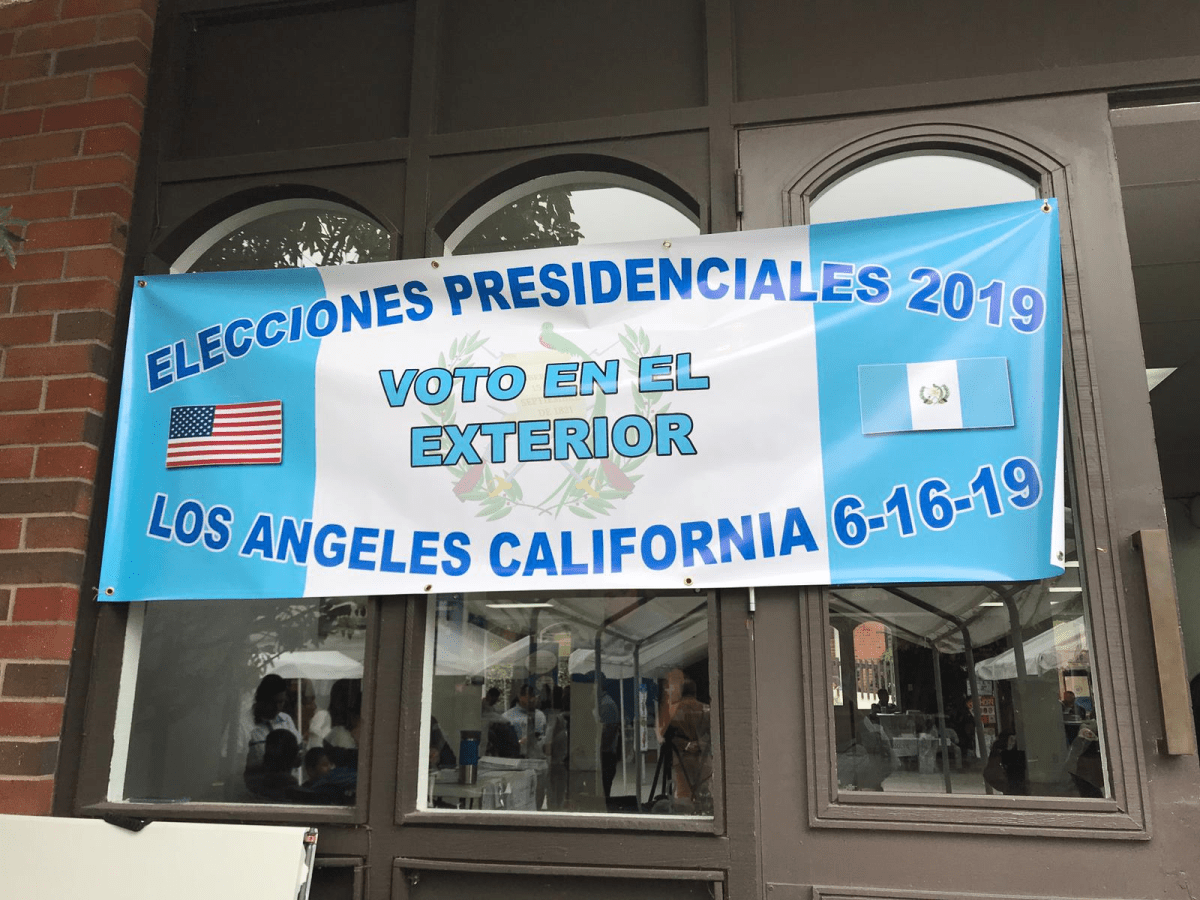 ELECCIONES PRESIDENCIALES 2019
VOTO EN EL
EXTERIOR
LOS ANGELES CALIFORNIA 6-16-19